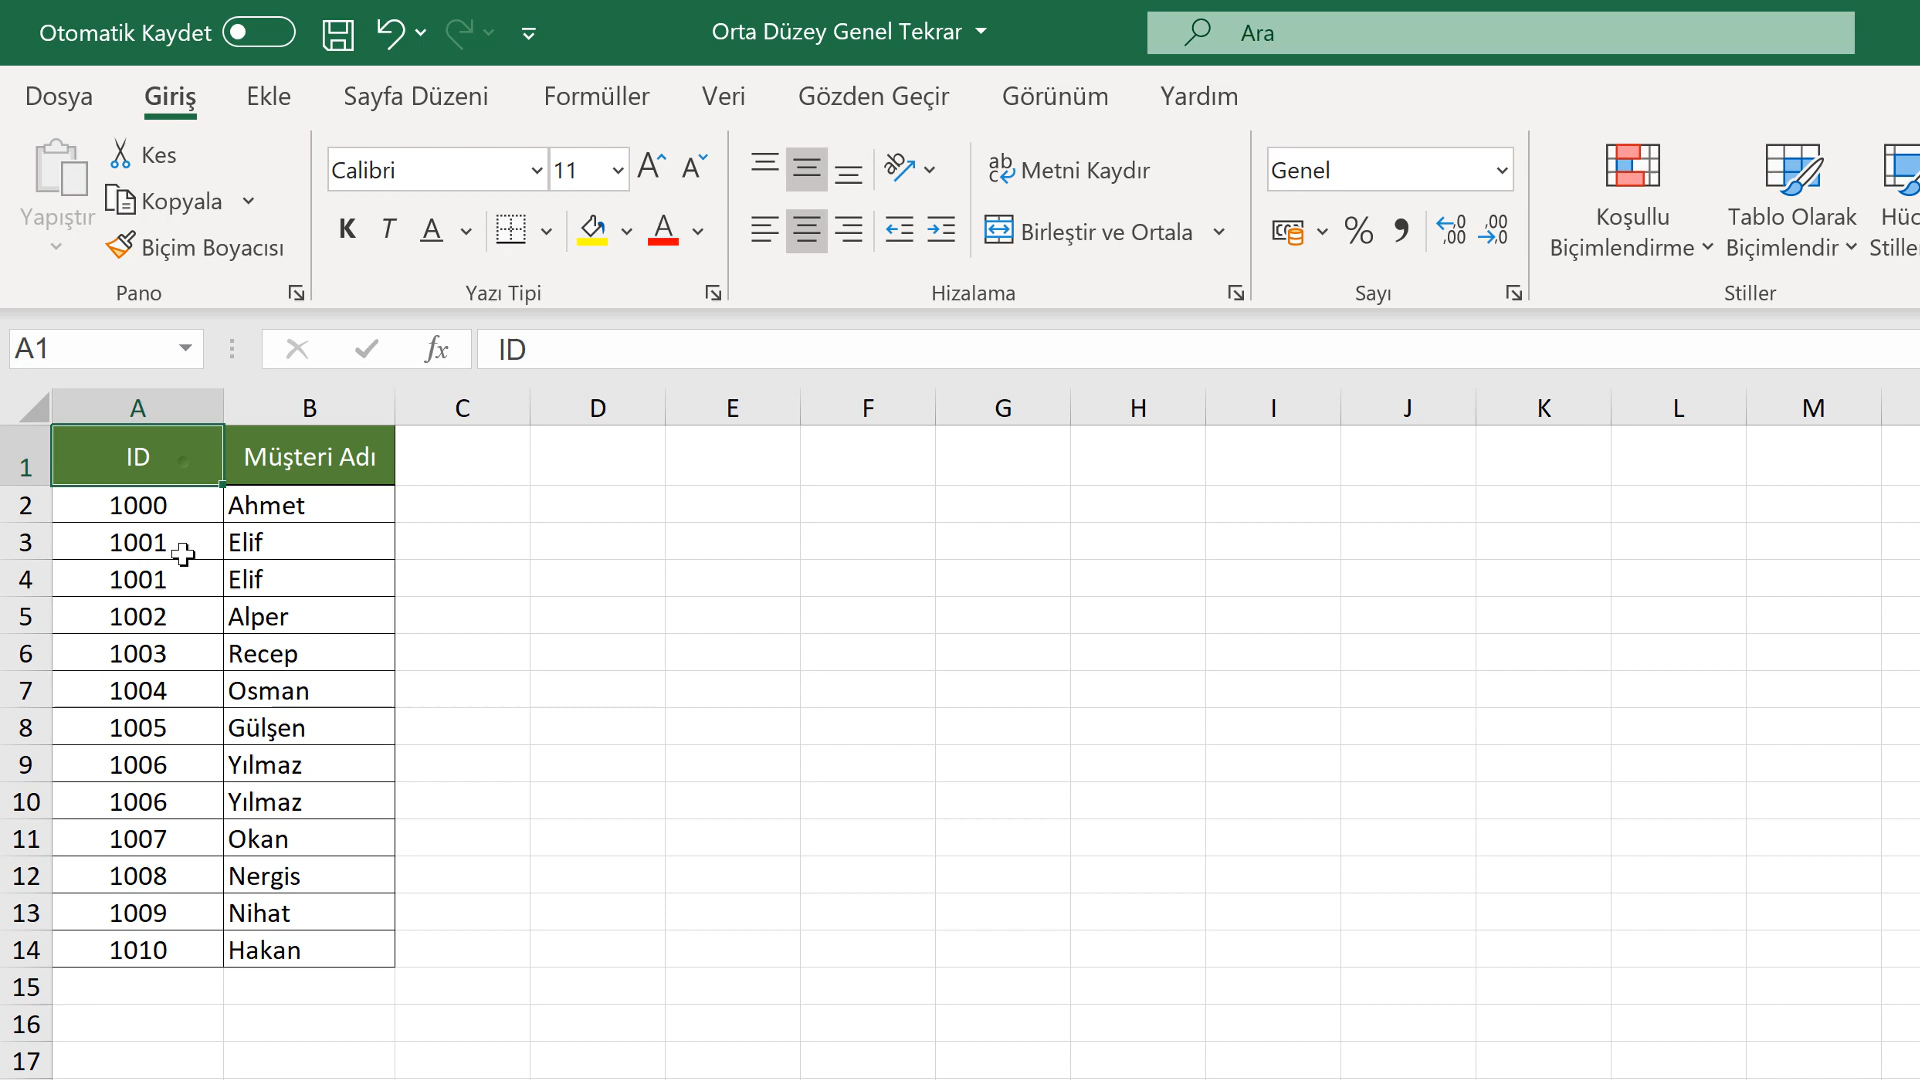 Otomatik Kaydet
Orta Düzey Genel Tekrar
Ara
Dosya Giriş Ekle Sayfa Düzeni Formüller Veri Gözden Geçir Görünüm Yardım
Yapıştır
Kes
Kopyala
Biçim Boyacısı
Pano
Calibri 11
K T A A
Yazı Tipi
Metni Kaydır
Birleştir ve Ortala
Hizalama
Genel
% ,00 ,00 ,0
Sayı
Koşullu
Biçimlendirme
Tablo Olarak
Biçimlendir
Stiller
A1 fx ID
A B C D E F G H I J K L M
1 ID Müşteri Adı
2 1000 Ahmet
3 1001 Elif
4 1001 Elif
5 1002 Alper
6 1003 Recep
7 1004 Osman
8 1005 Gülşen
9 1006 Yılmaz
10 1006 Yılmaz
11 1007 Okan
12 1008 Nergis
13 1009 Nihat
14 1010 Hakan
15
16
17